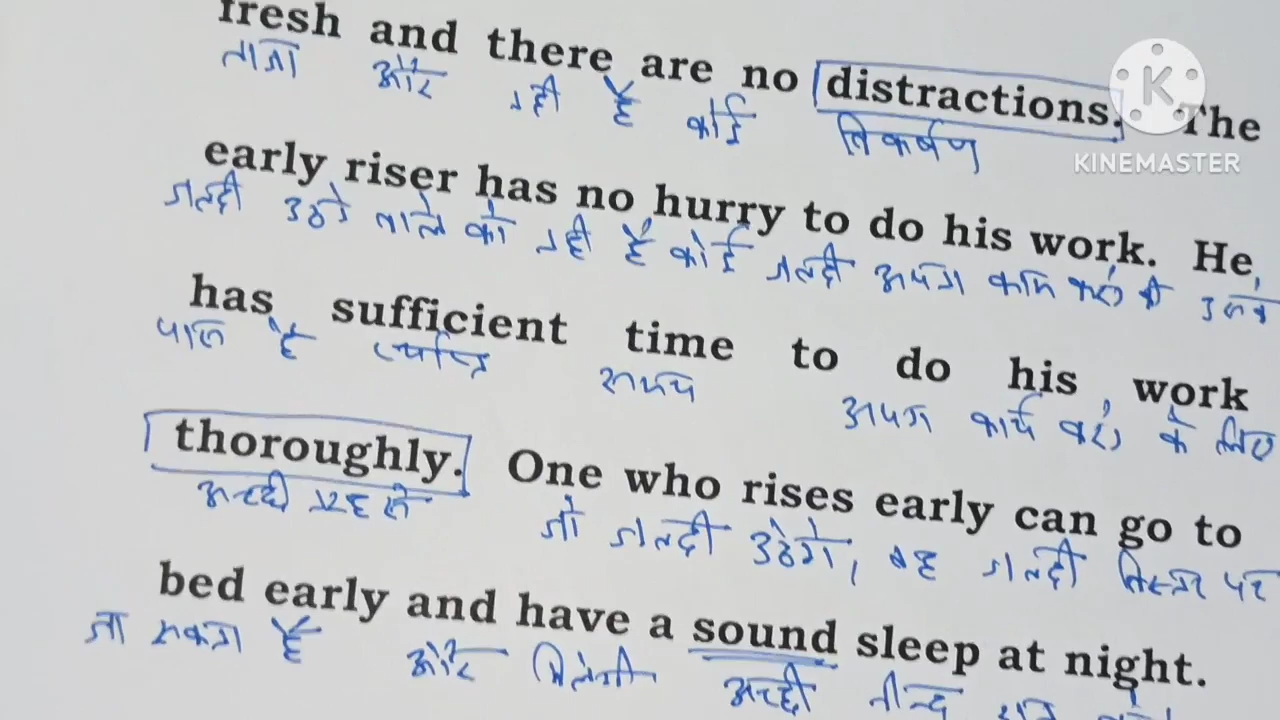 fresh and there are no distractions. The
ताजा और नहीं है कोई विकर्षण
KINEMASTER
early riser has no hurry to do his work. He
जल्दी उठने वाले को नहीं है कोई जल्दी अपना काम करने की उनके
has sufficient time to do his work
पास है पर्याप्त समय अपना कार्य करने के लिए
thoroughly. One who rises early can go to
अच्छी तरह से जो जल्दी उठेगा, वह जल्दी बिस्तर पर
bed early and have a sound sleep at night.
जा सकता है और मिलेगी अच्छी नीन्द